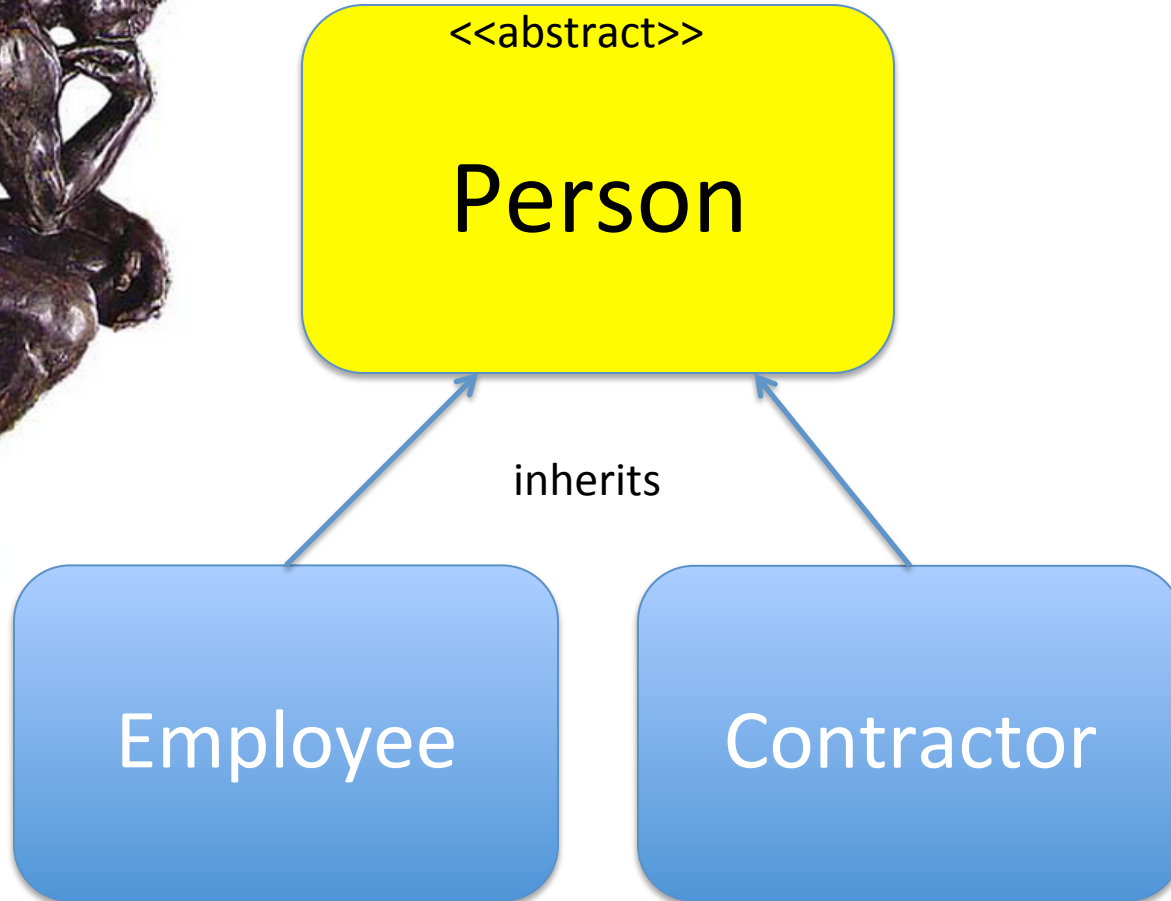 <<abstract>>
Person
inherits
Employee
Contractor